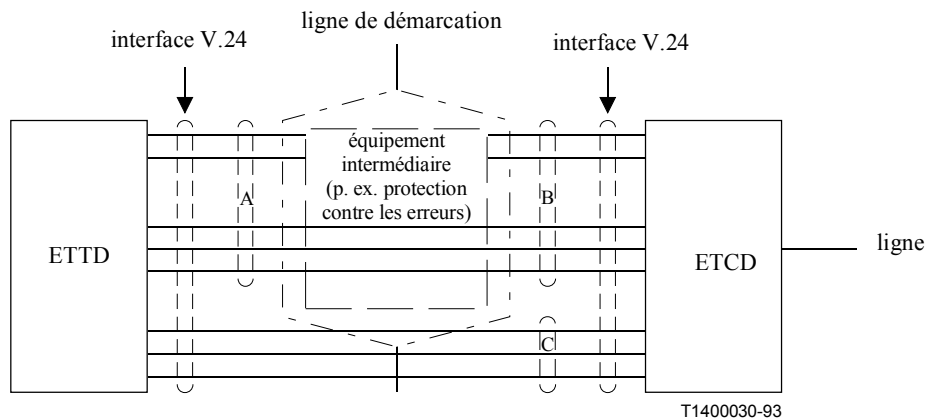 ligne de démarcation
interface V.24
interface V.24
équipement
intermédiaire
(p. ex. protection
contre les erreurs)
A
B
ETTD
ETCD
ligne
C
T1400030-93